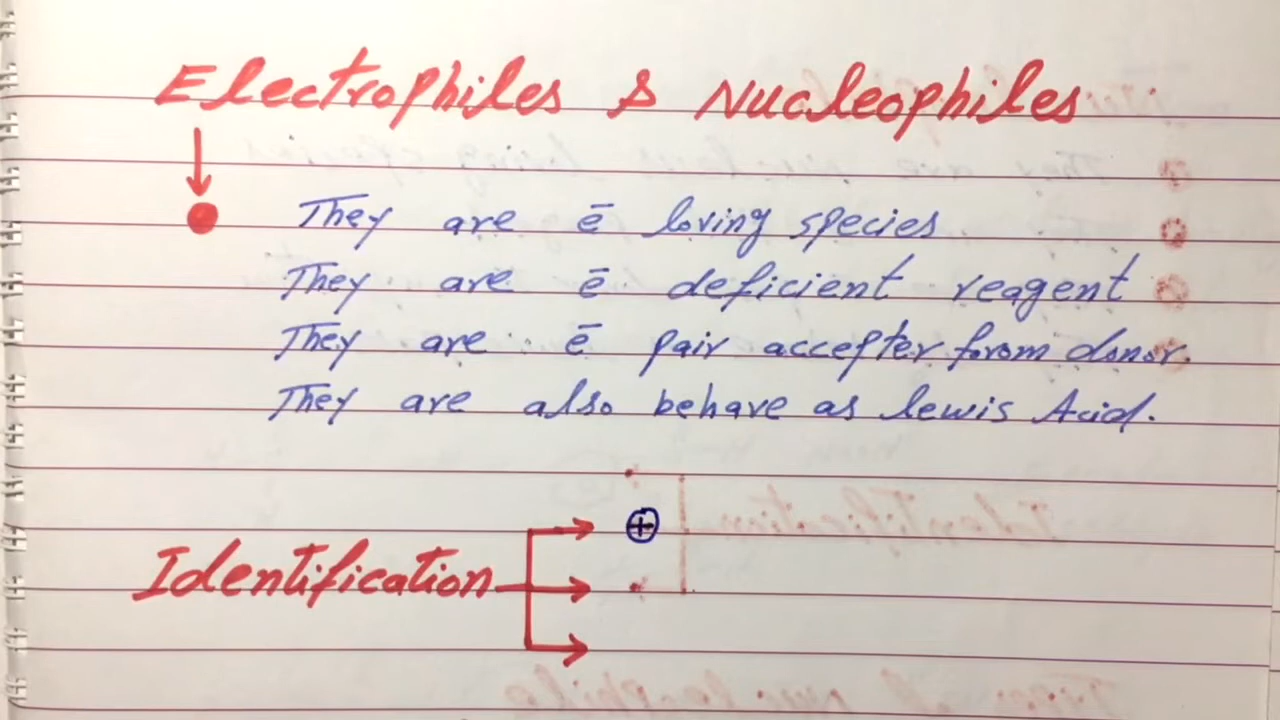 Electrophiles & Nucleophiles
They are ē loving species
They are ē deficient reagent
They are ē pair accepter forom donor.
They are also behave as lewis Acid.
⊕
Identification